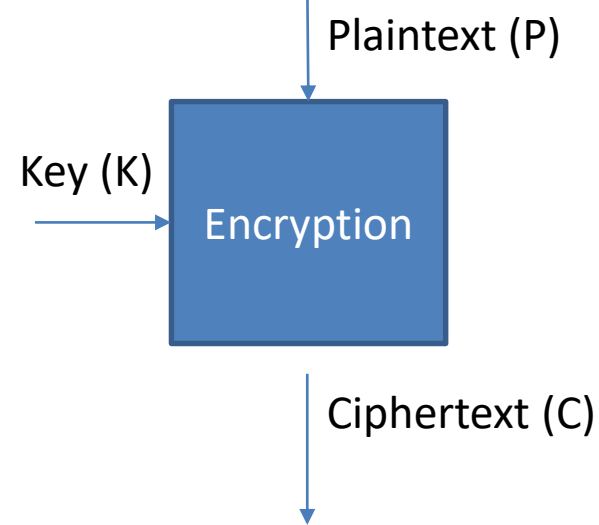 Plaintext (P)
Key (K)
Encryption
Ciphertext (C)